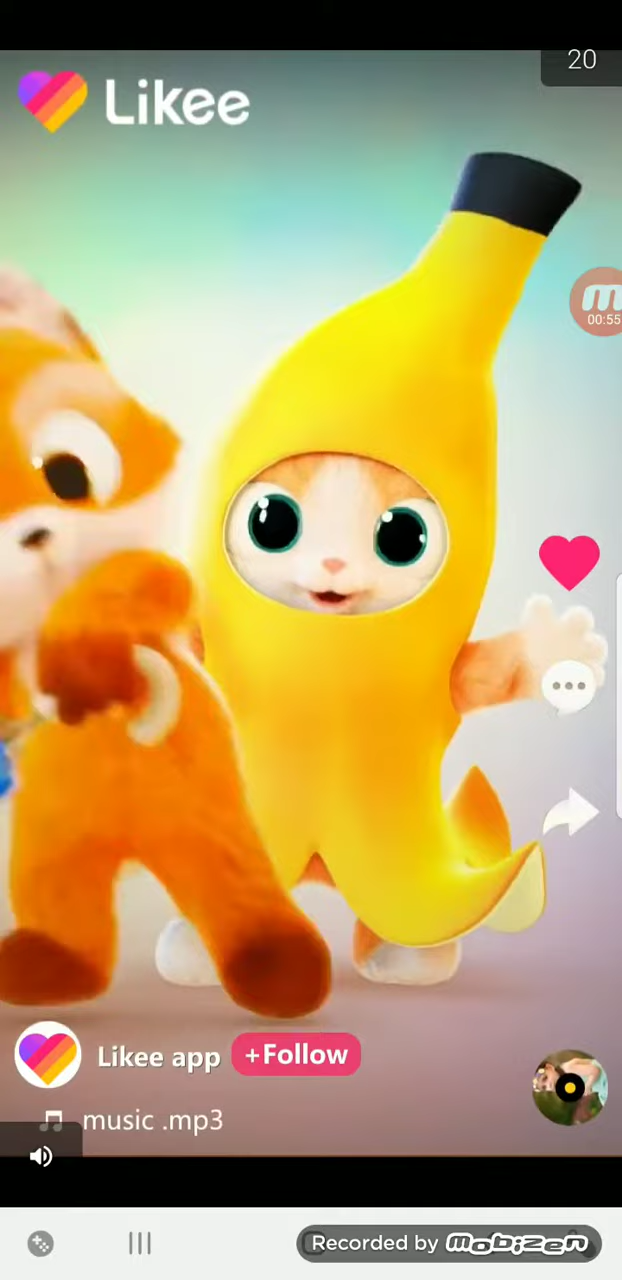 20
Likee
00:55
Likee app
+Follow
music .mp3
Recorded by mobizen